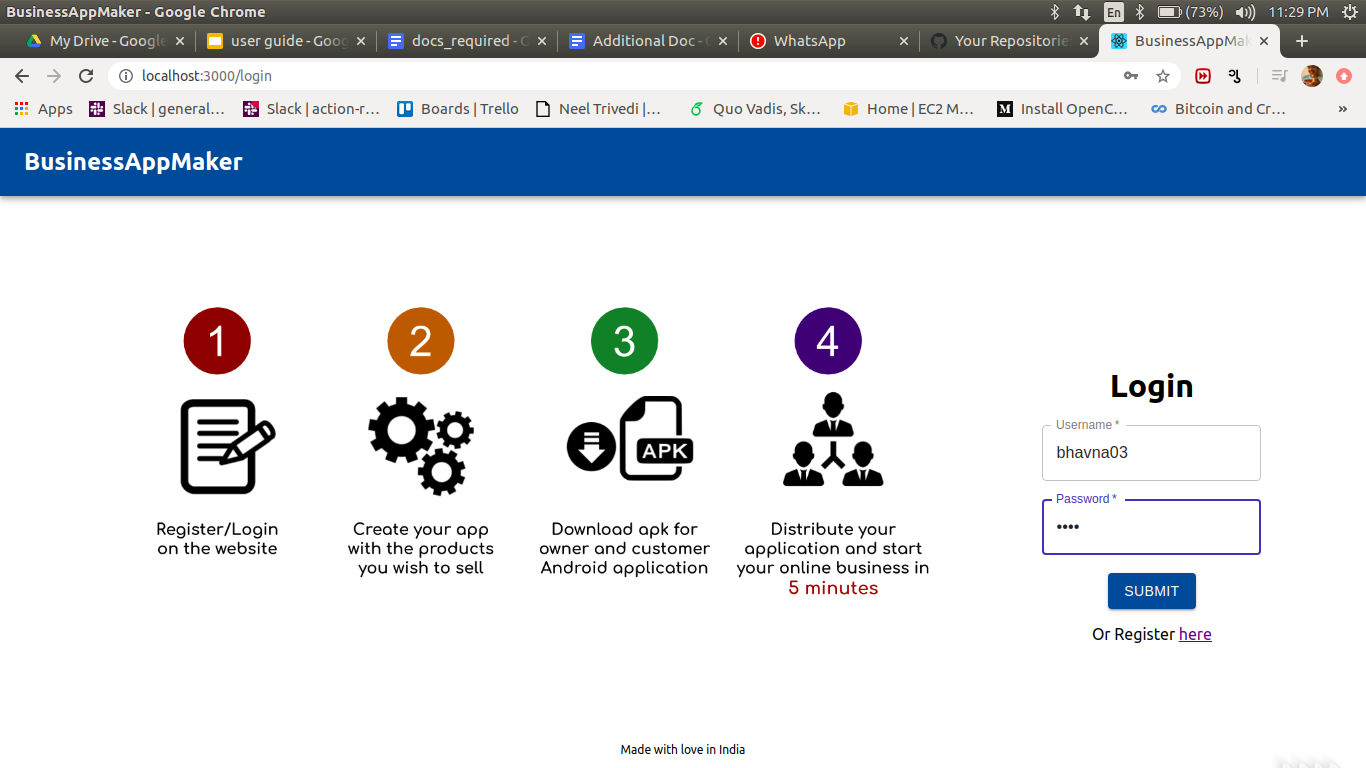 BusinessAppMaker - Google Chrome
En
(73%)
11:29 PM
My Drive - Google
user guide - Goog
docs_required - G
Additional Doc - G
WhatsApp
Your Repositorie
BusinessAppMak
localhost:3000/login
Apps
Slack | general...
Slack | action-r...
Boards | Trello
Neel Trivedi |...
Quo Vadis, Sk...
Home | EC2 M...
Install OpenC...
Bitcoin and Cr...
»
BusinessAppMaker
1
2
3
4
APK
Register/Login
on the website
Create your app
with the products
you wish to sell
Download apk for
owner and customer
Android application
Distribute your
application and start
your online business in
5 minutes
Login
Username *
bhavna03
Password *
••••
SUBMIT
Or Register here
Made with love in India